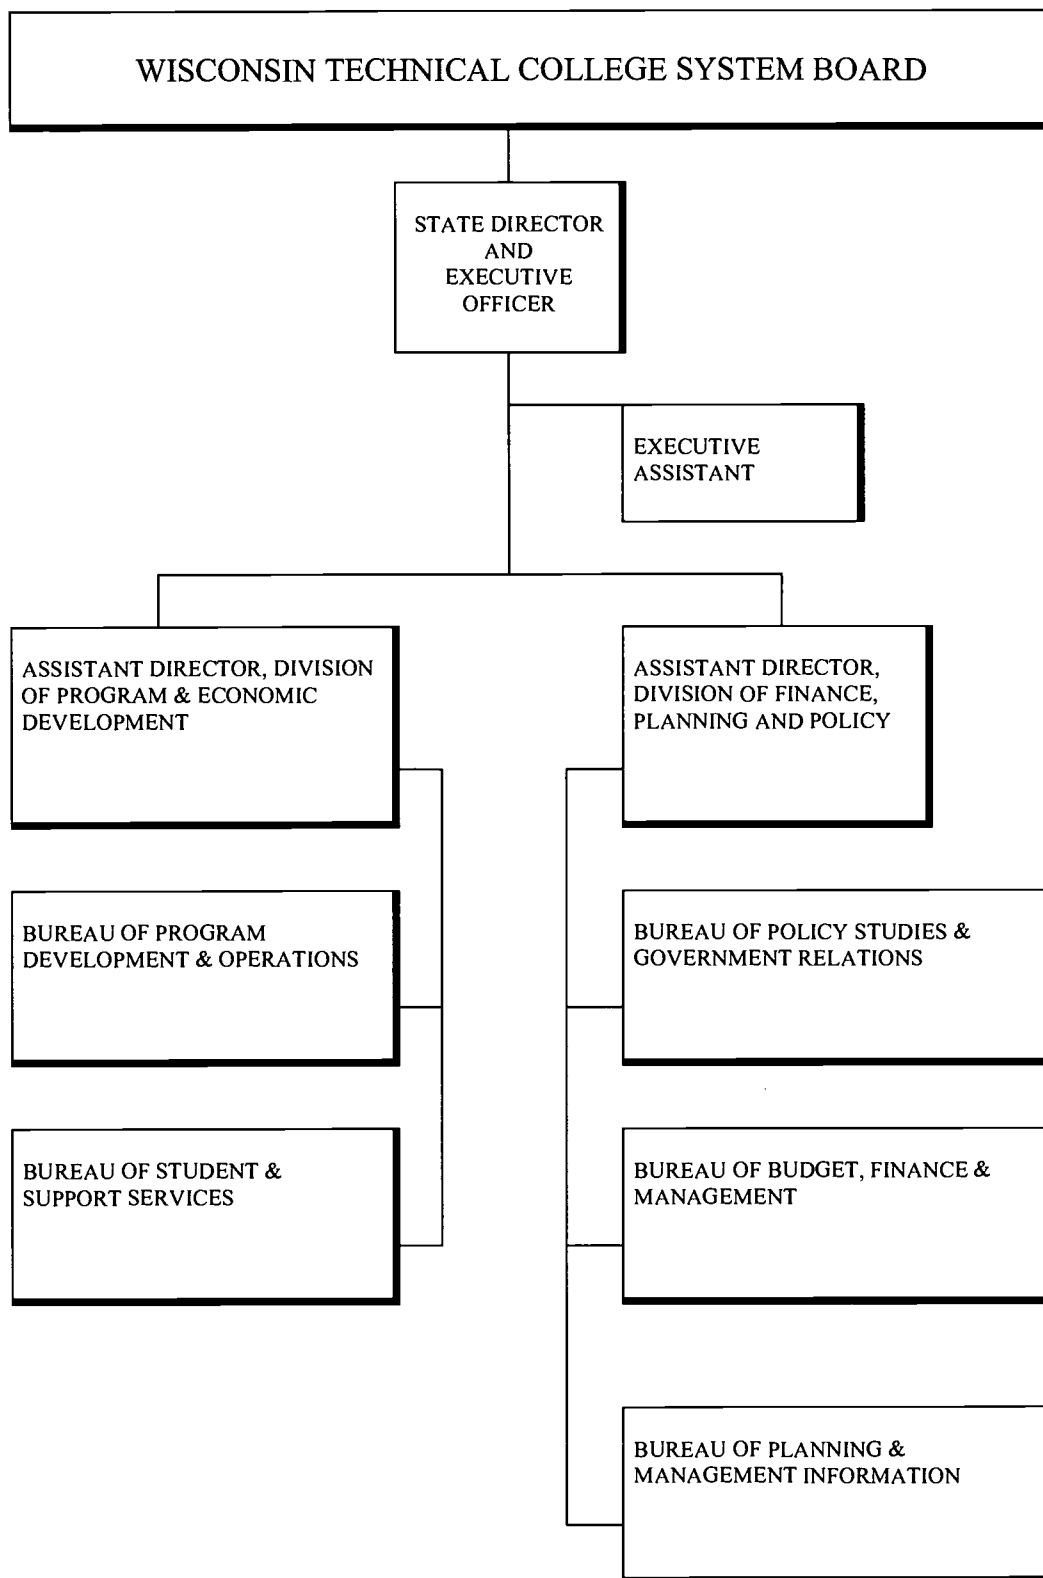 WISCONSIN TECHNICAL COLLEGE SYSTEM BOARD
STATE DIRECTOR
AND
EXECUTIVE
OFFICER
EXECUTIVE
ASSISTANT
ASSISTANT DIRECTOR, DIVISION
OF PROGRAM & ECONOMIC
DEVELOPMENT
ASSISTANT DIRECTOR,
DIVISION OF FINANCE,
PLANNING AND POLICY
BUREAU OF PROGRAM
DEVELOPMENT & OPERATIONS
BUREAU OF POLICY STUDIES &
GOVERNMENT RELATIONS
BUREAU OF STUDENT &
SUPPORT SERVICES
BUREAU OF BUDGET, FINANCE &
MANAGEMENT
BUREAU OF PLANNING &
MANAGEMENT INFORMATION